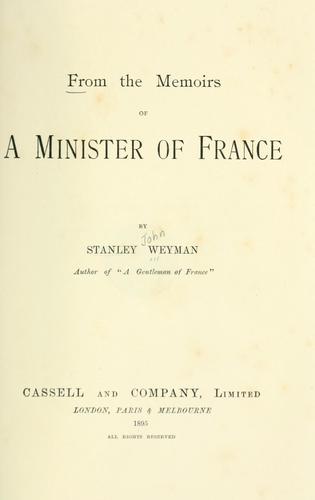 From the Memoirs
OF
A MINISTER OF FRANCE
BY
John
STANLEY WEYMAN
Author of "A Gentleman of France"
CASSELL AND COMPANY, LIMITED
LONDON, PARIS & MELBOURNE
1895
ALL RIGHTS RESERVED